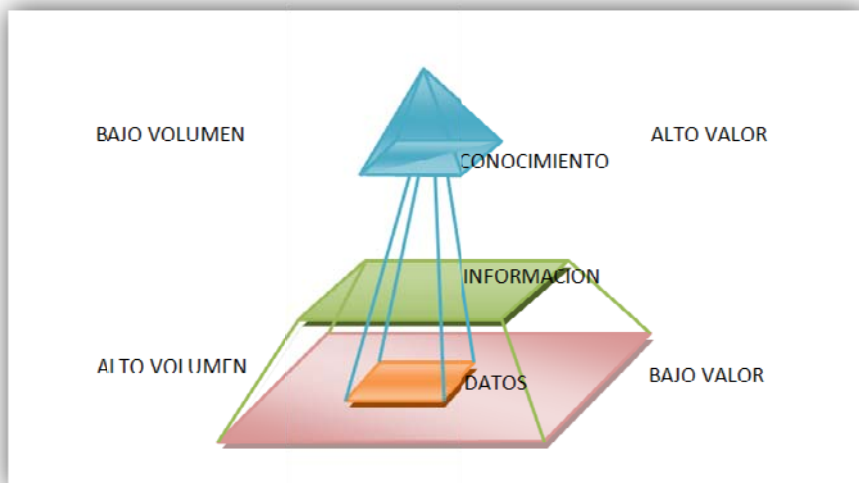 BAJO VOLUMEN
ALTO VALOR
CONOCIMIENTO
INFORMACION
ALTO VOLUMEN
BAJO VALOR
DATOS